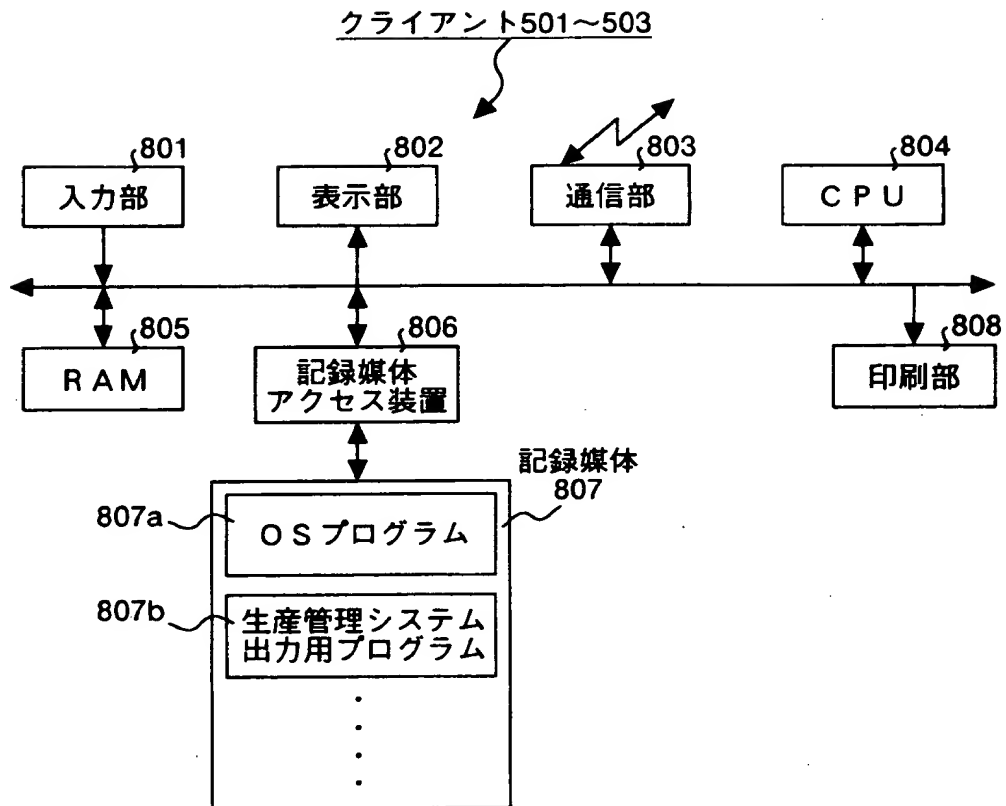 クライアント501～503
801
802
803
804
入力部
表示部
通信部
CPU
805
806
808
RAM
記録媒体
アクセス装置
印刷部
記録媒体
807
807a
OSプログラム
807b
生産管理システム
出力用プログラム